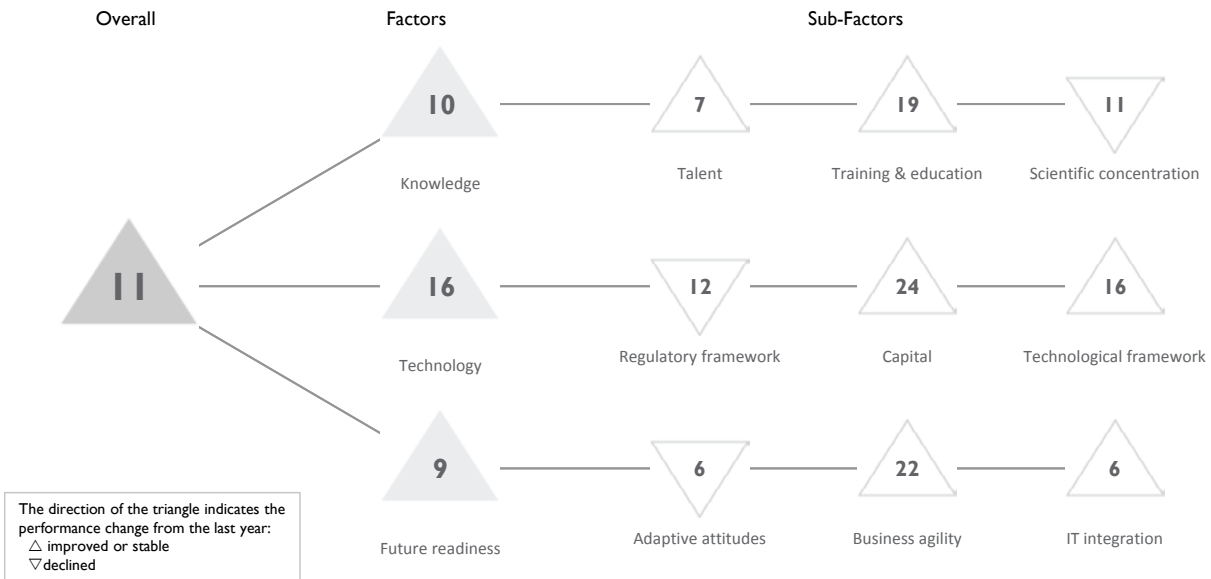 Overall Factors Sub-Factors
10 7 19 11
Knowledge Talent Training & education Scientific concentration
11
16 12 24 16
Technology Regulatory framework Capital Technological framework
9 6 22 6
Future readiness Adaptive attitudes Business agility IT integration
The direction of the triangle indicates the
performance change from the last year:
△ improved or stable
▽declined